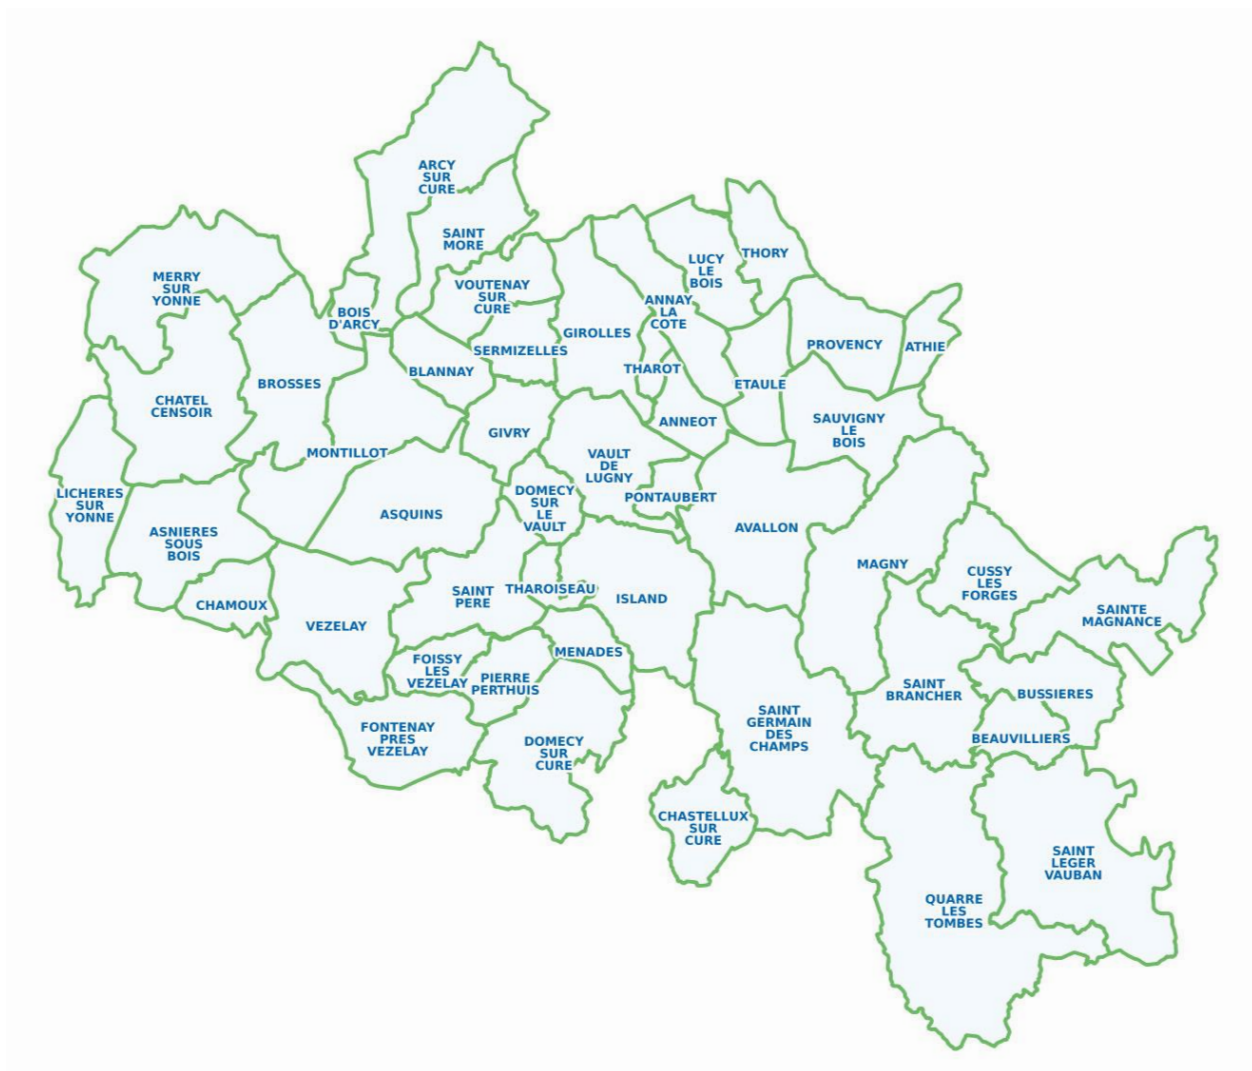 ARCY
SUR
CURE
SAINT
MORE
THORY
LUCY
LE
BOIS
MERRY
SUR
YONNE
VOUTENAY
SUR
CURE
BOIS
D'ARCY
ANNAY
LA
COTE
GIROLLES
PROVENCY
ATHIE
SERMIZELLES
BLANNAY
THAROT
BROSSES
ETAULE
CHATEL
CENSOIR
ANNEOT
SAUVIGNY
LE
BOIS
GIVRY
MONTILLOT
VAULT
DE
LUGNY
LICHERES
SUR
YONNE
DOMECY
SUR
LE
VAULT
PONTAUBERT
ASQUINS
AVALLON
ASNIERES
SOUS
BOIS
MAGNY
CUSSY
LES
FORGES
SAINT
PERE
THAROISEAU
ISLAND
CHAMOUX
SAINTE
MAGNANCE
VEZELAY
MENADES
FOISSY
LES
VEZELAY
PIERRE
PERTHUIS
SAINT
BRANCHER
BUSSIERES
SAINT
GERMAIN
DES
CHAMPS
FONTENAY
PRES
VEZELAY
DOMECY
SUR
CURE
BEAUVILLIERS
CHASTELLUX
SUR
CURE
SAINT
LEGER
VAUBAN
QUARRE
LES
TOMBES